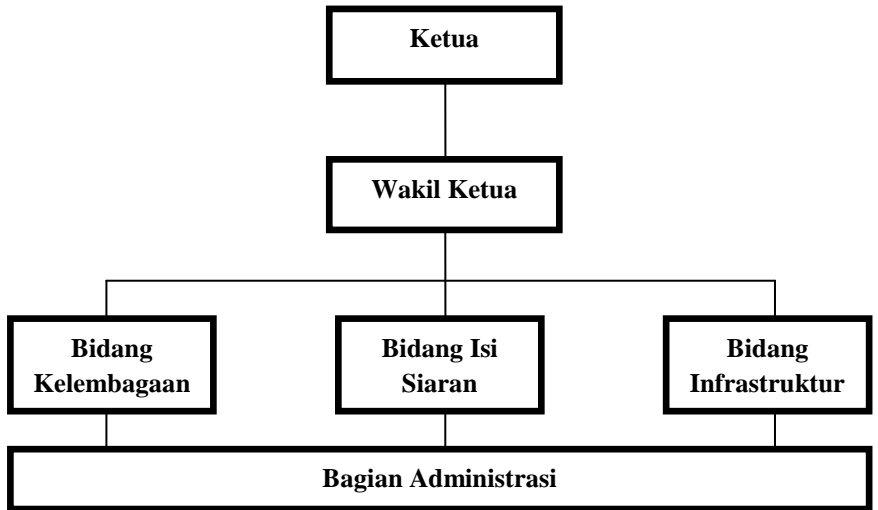 Ketua
Wakil Ketua
Bidang
Kelembagaan
Bidang Isi
Siaran
Bidang
Infrastruktur
Bagian Administrasi